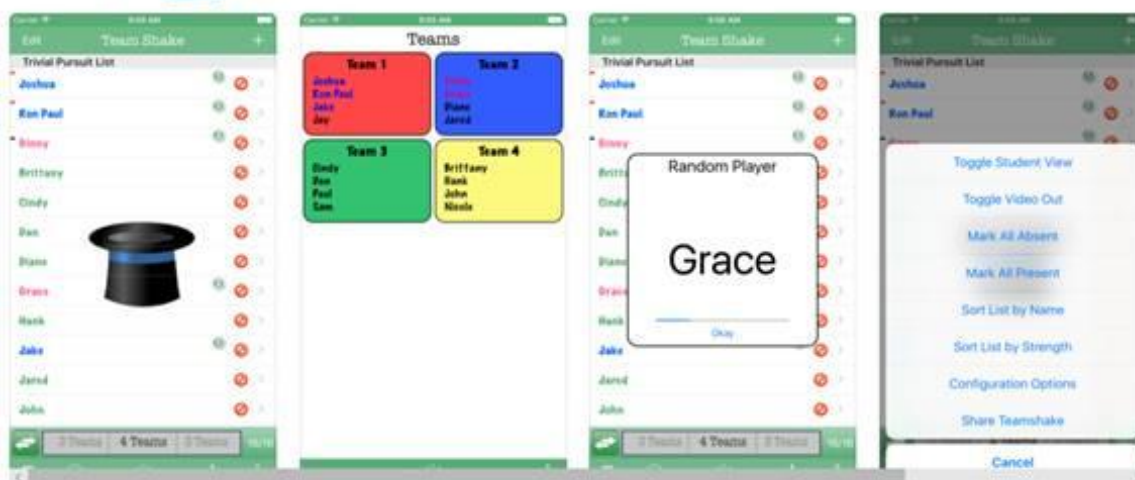 Edit Team Shake +
Trivial Pursuit List
Joshua
Ron Paul
Binny
Brittany
Cindy
Dan
Diane
Grace
Hank
Jake
Jarod
John
4 Teams
Teams
Team 1
Joshua
Ron Paul
Jake
Jay
Team 2
Diane
Jarod
Team 3
Cindy
Paul
Sam
Team 4
Brittany
Hank
John
Nicole
Edit Team Shake +
Trivial Pursuit List
Joshua
Ron Paul
Random Player
Grace
Okay
Dan
Jake
Jarod
John
4 Teams
Trivial Pursuit List
Joshua
Ron Paul
Toggle Student View
Toggle Video Out
Mark All Absent
Mark All Present
Sort List by Name
Sort List by Strength
Configuration Options
Share Teamshake
Cancel